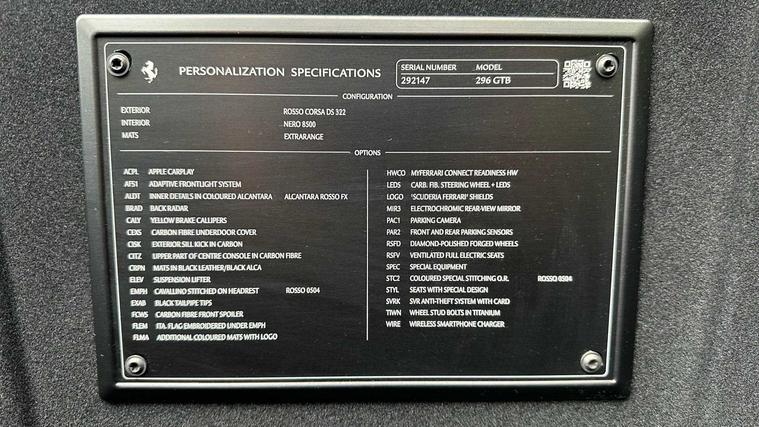 PERSONALIZATION SPECIFICATIONS
SERIAL NUMBER MODEL
292147 296 GTB
CONFIGURATION
EXTERIOR ROSSO CORSA DS 322
INTERIOR NERO 8500
MATS EXTRARANGE
OPTIONS
ACPL APPLE CARPLAY
AFS1 ADAPTIVE FRONTLIGHT SYSTEM
ALDT INNER DETAILS IN COLOURED ALCANTARA ALCANTARA ROSSO FX
BRAD BACK RADAR
CALY YELLOW BRAKE CALLIPERS
CEXS CARBON FIBRE UNDERDOOR COVER
CISK EXTERIOR SILL KICK IN CARBON
CITZ UPPER PART OF CENTRE CONSOLE IN CARBON FIBRE
CRPN MATS IN BLACK LEATHER/BLACK ALCA
ELEV SUSPENSION LIFTER
EMPH CAVALLINO STITCHED ON HEADREST ROSSO 0504
EXAB BLACK TAILPIPE TIPS
FCWS CARBON FIBRE FRONT SPOILER
FLEM ITA. FLAG EMBROIDERED UNDER EMPH
FLMA ADDITIONAL COLOURED MATS WITH LOGO
HWCO MYFERRARI CONNECT READINESS HW
LEDS CARB. FIB. STEERING WHEEL + LEDS
LOGO 'SCUDERIA FERRARI' SHIELDS
MIR3 ELECTROCHROMIC REAR-VIEW MIRROR
PAC1 PARKING CAMERA
PAR2 FRONT AND REAR PARKING SENSORS
RSFD DIAMOND-POLISHED FORGED WHEELS
RSFV VENTILATED FULL ELECTRIC SEATS
SPEC SPECIAL EQUIPMENT
STC2 COLOURED SPECIAL STITCHING O.R. ROSSO 0504
STYL SEATS WITH SPECIAL DESIGN
SVRK SVR ANTI-THEFT SYSTEM WITH CARD
TIWN WHEEL STUD BOLTS IN TITANIUM
WIRE WIRELESS SMARTPHONE CHARGER